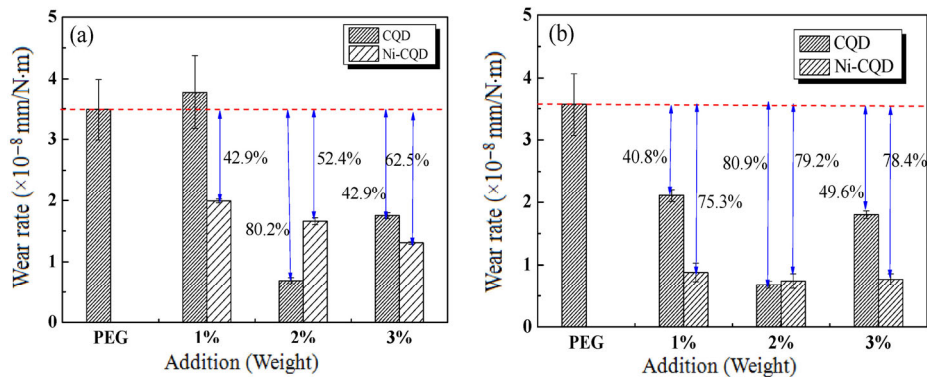 (a)
CQD
Ni-CQD
Wear rate (×10⁻⁸ mm/N·m)
5
4
3
2
1
0
42.9%
80.2%
52.4%
42.9%
62.5%
PEG 1% 2% 3%
Addition (Weight)
(b)
CQD
Ni-CQD
Wear rate (×10⁻⁸ mm/N·m)
5
4
3
2
1
0
40.8%
75.3%
80.9%
79.2%
49.6%
78.4%
PEG 1% 2% 3%
Addition (Weight)